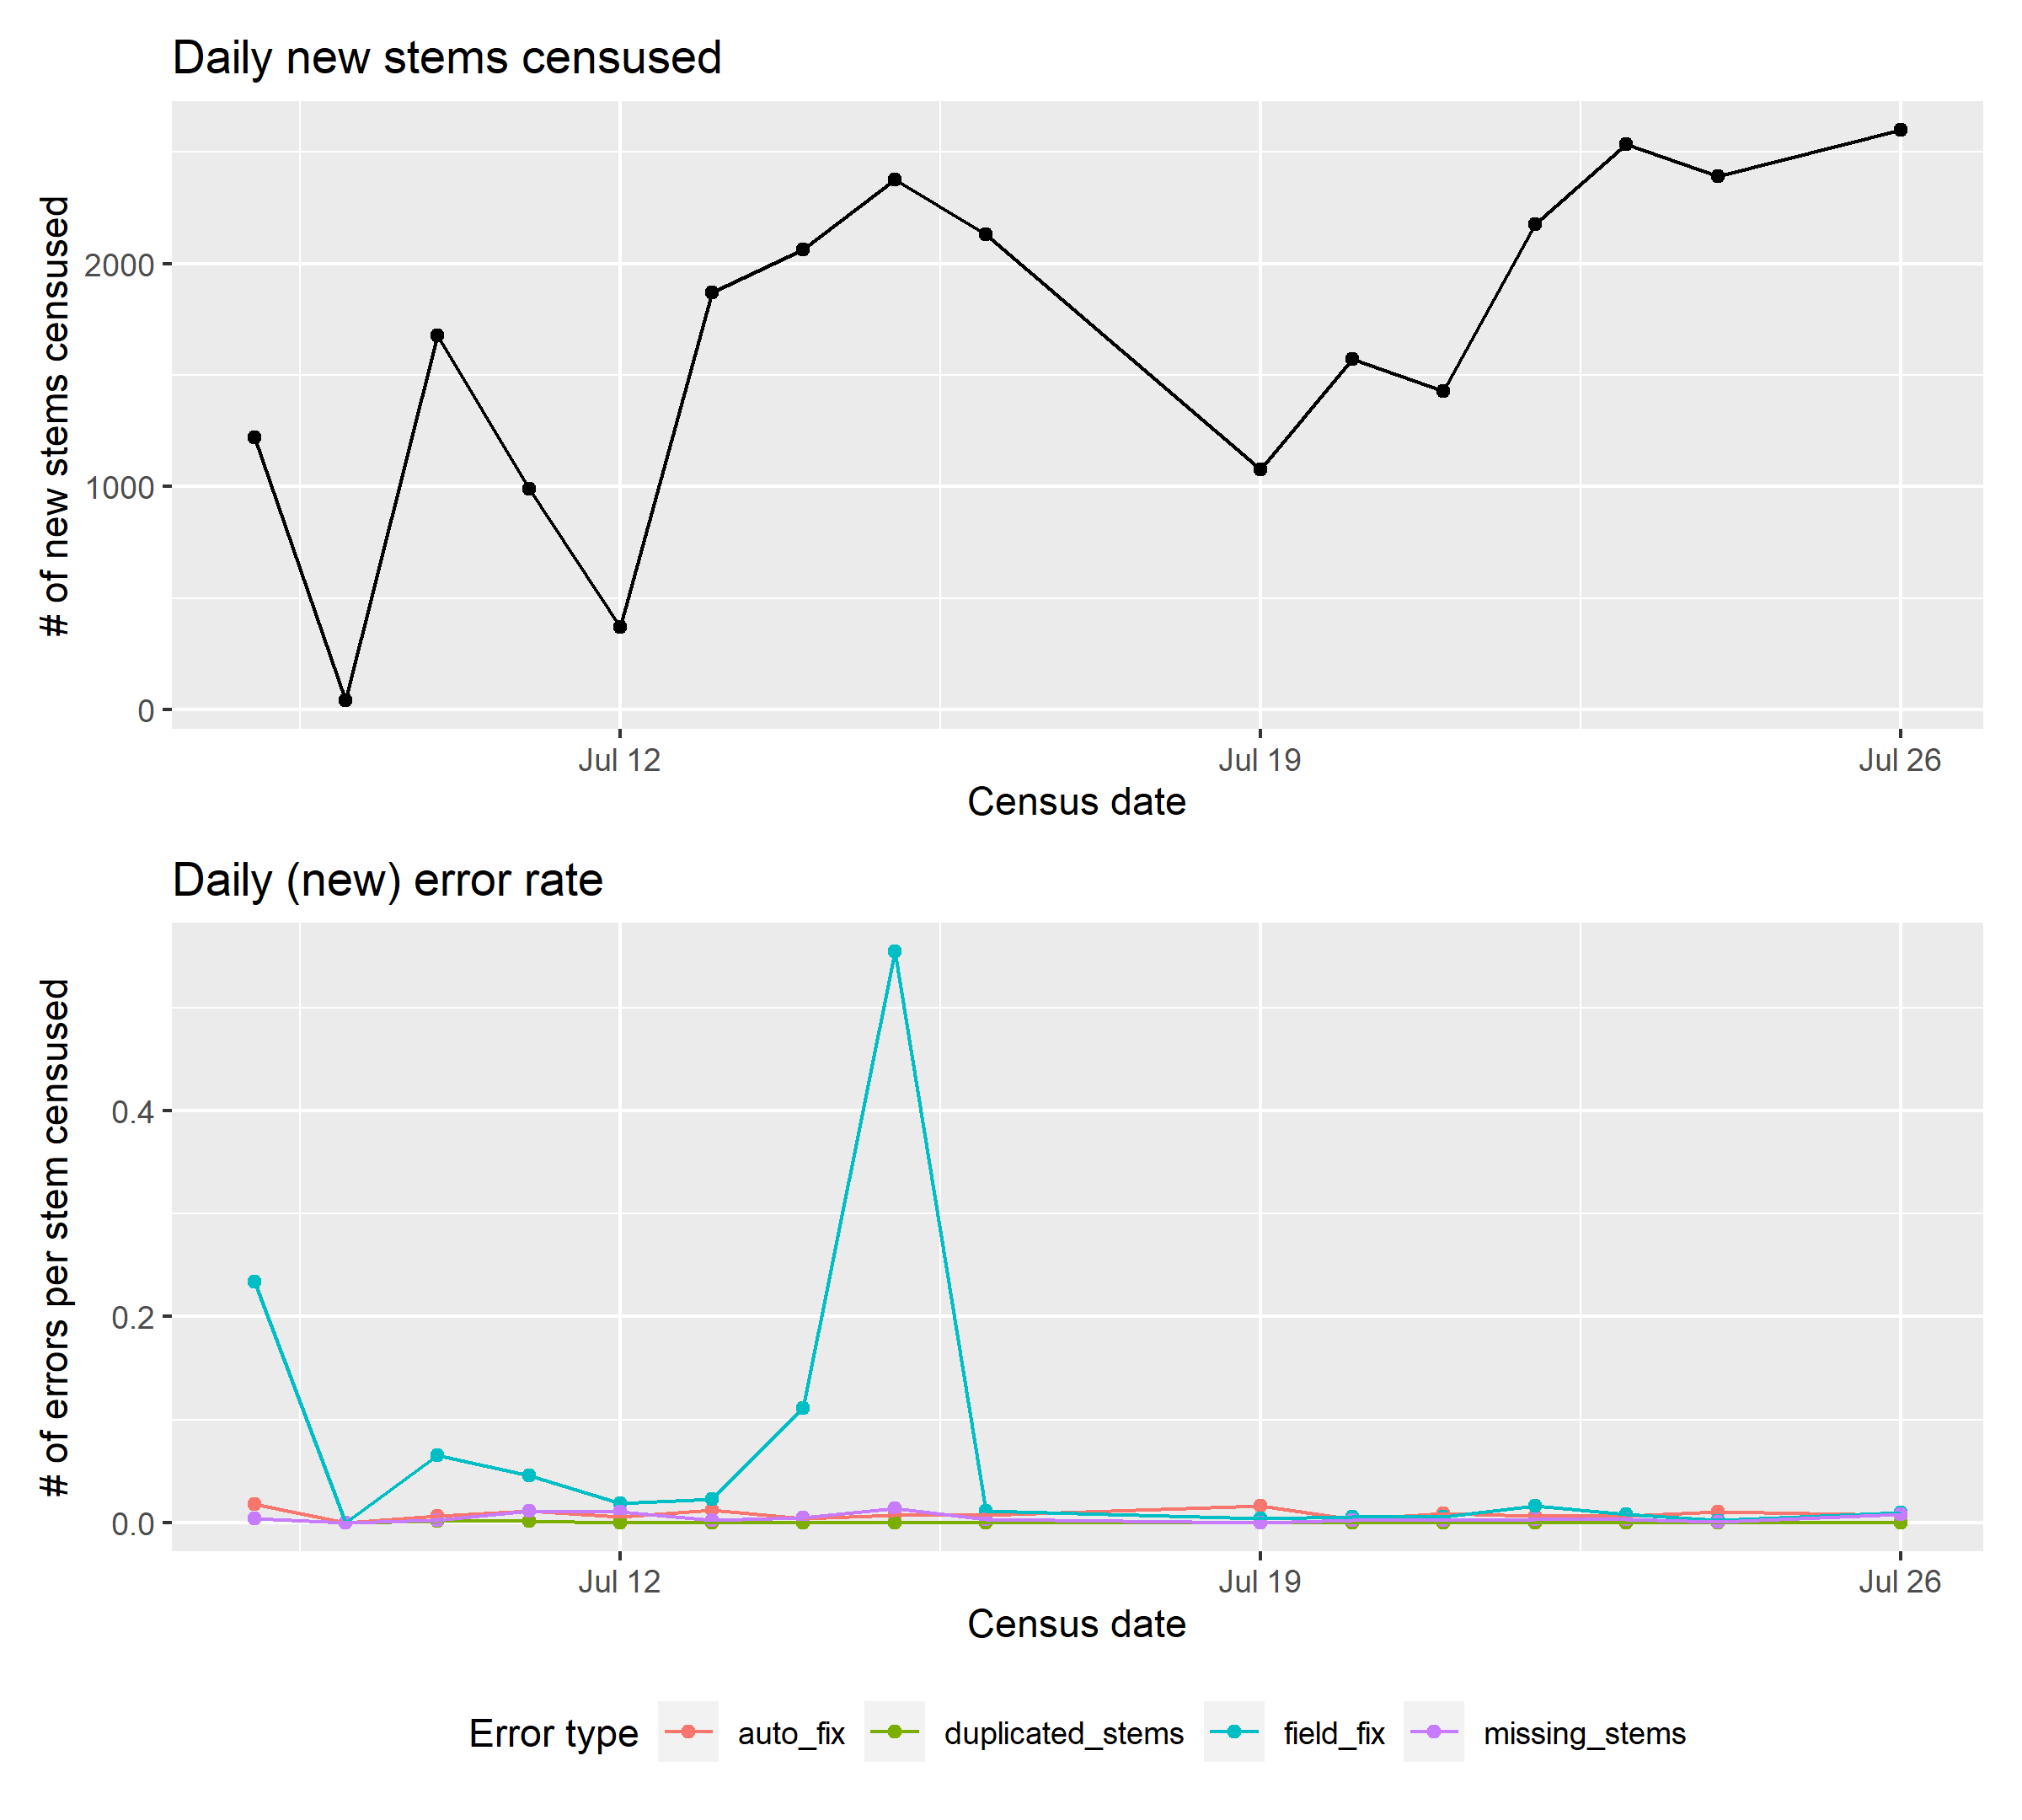 Daily new stems censused
# of new stems censused
2000
1000
0
Jul 12 Jul 19 Jul 26
Census date
Daily (new) error rate
# of errors per stem censused
0.4
0.2
0.0
Jul 12 Jul 19 Jul 26
Census date
Error type auto_fix duplicated_stems field_fix missing_stems